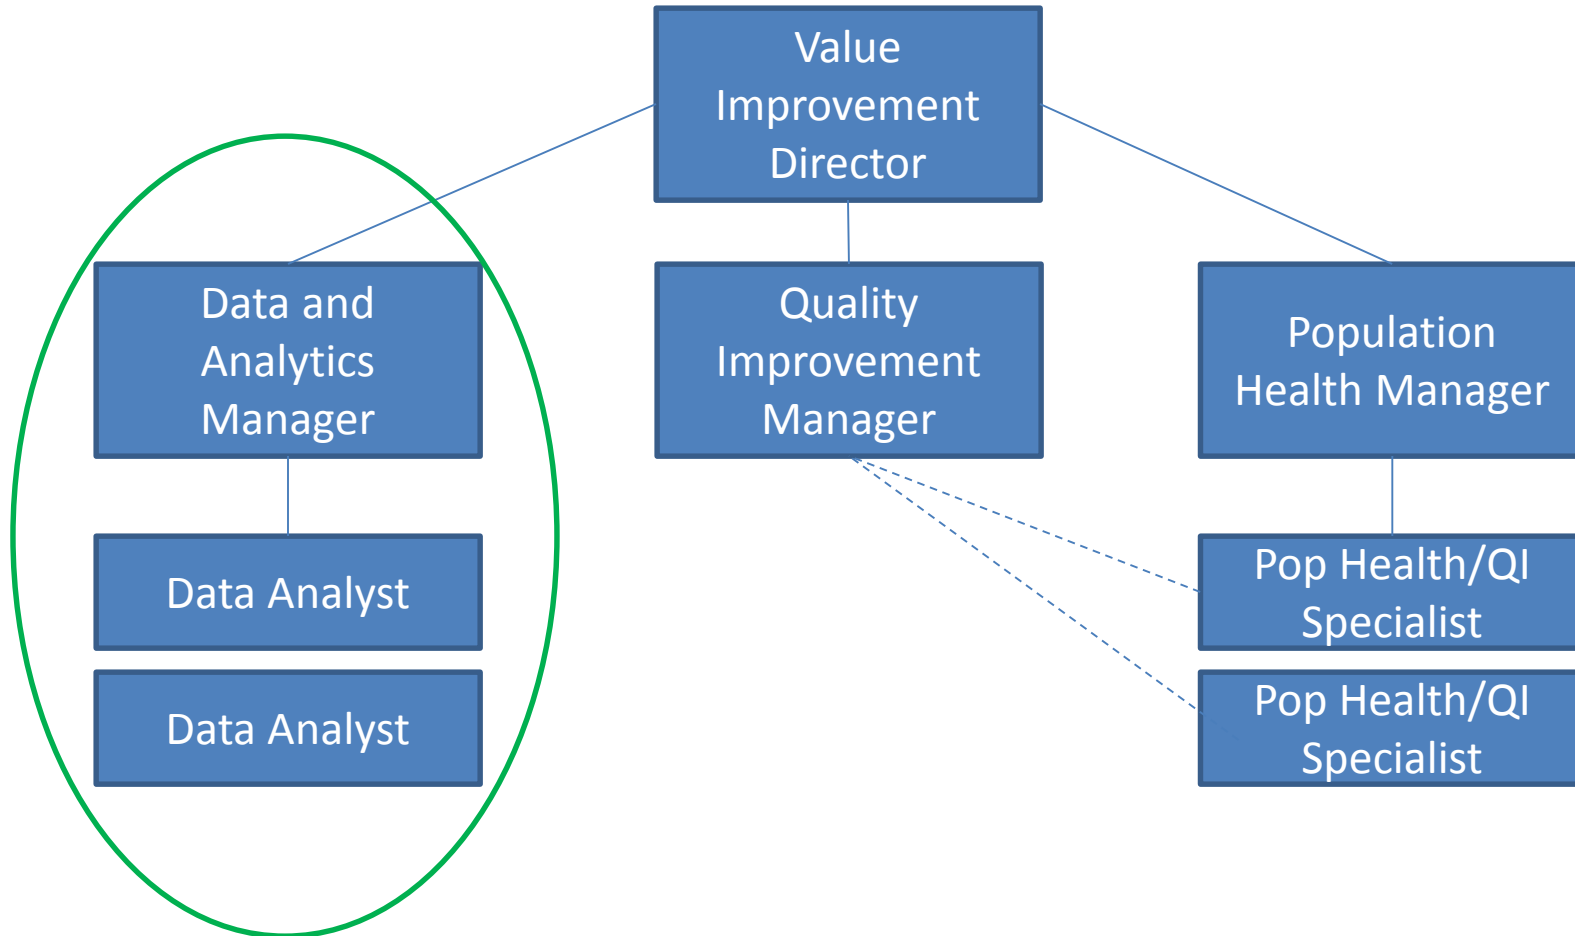 Value
Improvement
Director
Data and
Analytics
Manager
Quality
Improvement
Manager
Population
Health Manager
Data Analyst
Pop Health/QI
Specialist
Data Analyst
Pop Health/QI
Specialist